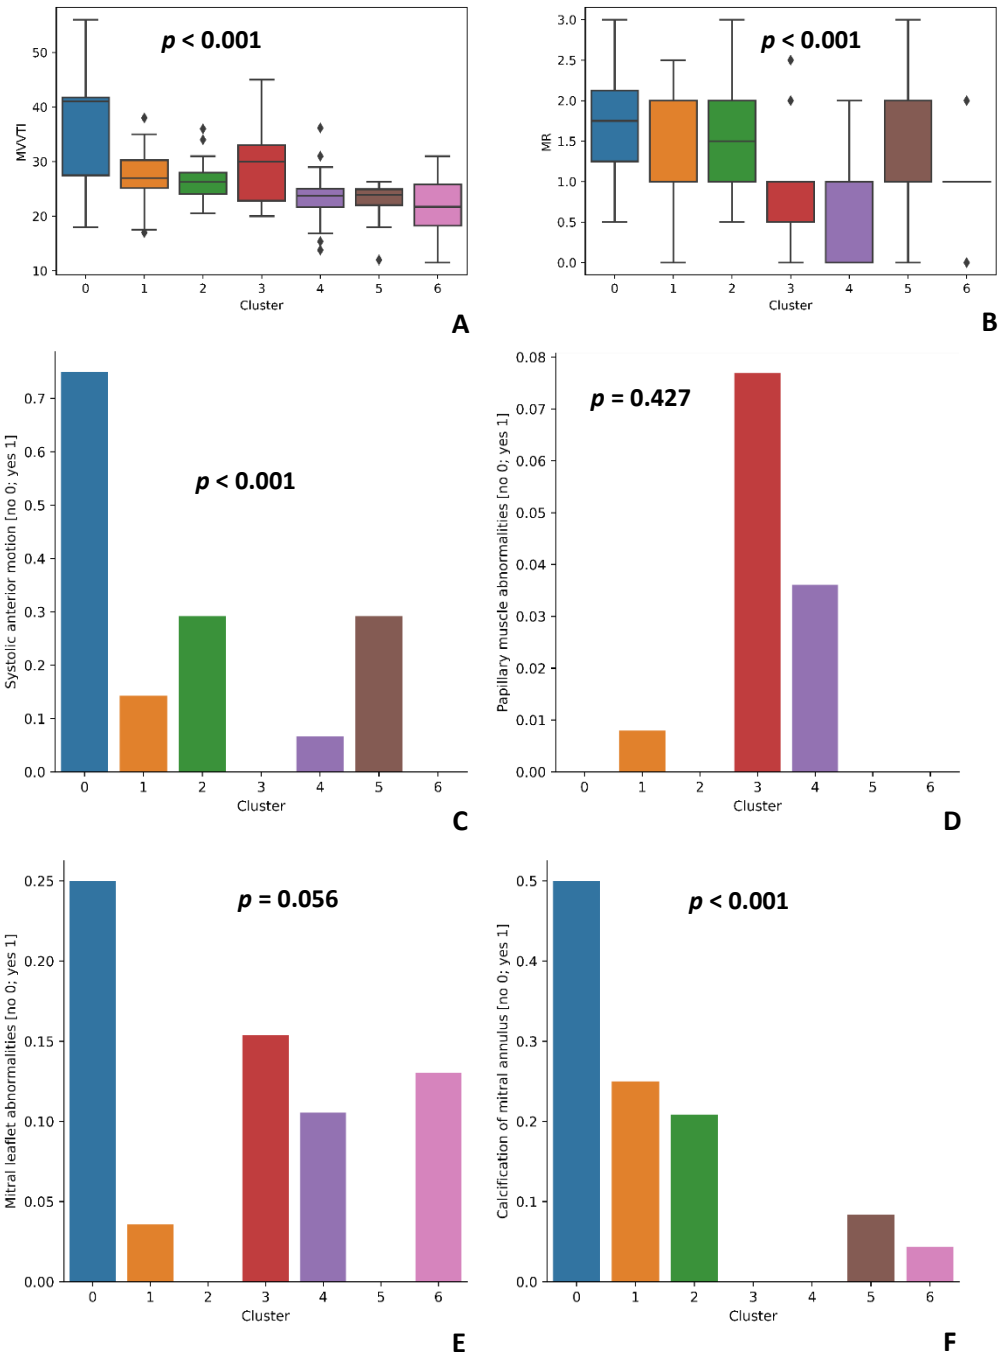 p < 0.001
MVVTI
50
40
30
20
10
0 1 2 3 4 5 6
Cluster
A
p < 0.001
MR
3.0
2.5
2.0
1.5
1.0
0.5
0.0
0 1 2 3 4 5 6
Cluster
B
p < 0.001
Systolic anterior motion [no 0; yes 1]
0.7
0.6
0.5
0.4
0.3
0.2
0.1
0.0
0 1 2 3 4 5 6
Cluster
C
p = 0.427
Papillary muscle abnormalities [no 0; yes 1]
0.08
0.07
0.06
0.05
0.04
0.03
0.02
0.01
0.00
0 1 2 3 4 5 6
Cluster
D
p = 0.056
Mitral leaflet abnormalities [no 0; yes 1]
0.25
0.20
0.15
0.10
0.05
0.00
0 1 2 3 4 5 6
Cluster
E
p < 0.001
Calcification of mitral annulus [no 0; yes 1]
0.5
0.4
0.3
0.2
0.1
0.0
0 1 2 3 4 5 6
Cluster
F